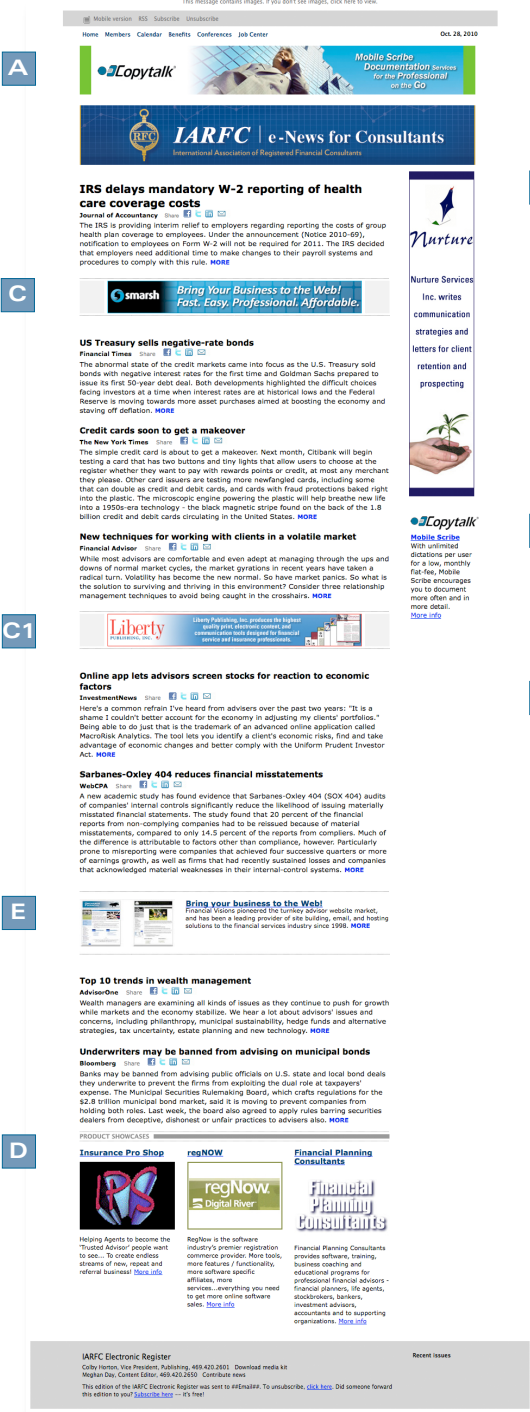 This message contains images. If you don't see images, click here to view.
Mobile version RSS Subscribe Unsubscribe
Home Members Calendar Benefits Conferences Job Center Oct. 28, 2010
A
Copytalk
Mobile Scribe
Documentation Services
for the Professional
on the Go
RFC
IARFC | e-News for Consultants
International Association of Registered Financial Consultants
IRS delays mandatory W-2 reporting of health
care coverage costs
Journal of Accountancy Share
The IRS is providing interim relief to employers regarding reporting the costs of group
health plan coverage to employees. Under the announcement (Notice 2010-69),
notification to employees on Form W-2 will not be required for 2011. The IRS decided
that employers need additional time to make changes to their payroll systems and
procedures to comply with this rule. MORE
C
smarsh
Bring Your Business to the Web!
Fast. Easy. Professional. Affordable.
US Treasury sells negative-rate bonds
Financial Times Share
The abnormal state of the credit markets came into focus as the U.S. Treasury sold
bonds with negative interest rates for the first time and Goldman Sachs prepared to
issue its first 50-year debt deal. Both developments highlighted the difficult choices
facing investors at a time when interest rates are at historical lows and the Federal
Reserve is moving towards more asset purchases aimed at boosting the economy and
staving off deflation. MORE
Credit cards soon to get a makeover
The New York Times Share
The simple credit card is about to get a makeover. Next month, Citibank will begin
testing a card that has two buttons and tiny lights that allow users to choose at the
register whether they want to pay with rewards points or credit, at most any merchant
they please. Other card issuers are testing more newfangled cards, including some
that can double as credit and debit cards, and cards with fraud protections baked right
into the plastic. The microscopic engine powering the plastic will help breathe new life
into a 1950s-era technology - the black magnetic stripe found on the back of the 1.8
billion credit and debit cards circulating in the United States. MORE
New techniques for working with clients in a volatile market
Financial Advisor Share
While most advisors are comfortable and even adept at managing through the ups and
downs of normal market cycles, the market gyrations in recent years have taken a
radical turn. Volatility has become the new normal. So have market panics. So what is
the solution to surviving and thriving in this environment? Consider three relationship
management techniques to avoid being caught in the crosshairs. MORE
Nurture
Nurture Services
Inc. writes
communication
strategies and
letters for client
retention and
prospecting
Copytalk
Mobile Scribe
With unlimited
dictations per user
for a low, monthly
flat-fee, Mobile
Scribe encourages
you to document
more often and in
more detail.
More info
C1
Liberty
PUBLISHING, INC.
Liberty Publishing, Inc. produces the highest
quality print, electronic content, and
communication tools designed for financial
service and insurance professionals.
Online app lets advisors screen stocks for reaction to economic
factors
InvestmentNews Share
Here's a common refrain I've heard from advisers over the past two years: "It is a
shame I couldn't better account for the economy in adjusting my clients' portfolios."
Being able to do just that is the trademark of an advanced online application called
MacroRisk Analytics. The tool lets you identify a client's economic risks, find and take
advantage of economic changes and better comply with the Uniform Prudent Investor
Act. MORE
Sarbanes-Oxley 404 reduces financial misstatements
WebCPA Share
A new academic study has found evidence that Sarbanes-Oxley 404 (SOX 404) audits
of companies' internal controls significantly reduce the likelihood of issuing materially
misstated financial statements. The study found that 20 percent of the financial
reports from non-complying companies had to be reissued because of material
misstatements, compared to only 14.5 percent of the reports from compliers. Much of
the difference is attributable to factors other than compliance, however. Particularly
prone to misreporting were companies that achieved four successive quarters or more
of earnings growth, as well as firms that had recently sustained losses and companies
that acknowledged material weaknesses in their internal-control systems. MORE
E
Bring your business to the Web!
Financial Visions pioneered the turnkey advisor website market,
and has been a leading provider of site building, email, and hosting
solutions to the financial services industry since 1998. MORE
Top 10 trends in wealth management
AdvisorOne Share
Wealth managers are examining all kinds of issues as they continue to push for growth
while markets and the economy stabilize. We hear a lot about advisors' issues and
concerns, including philanthropy, municipal sustainability, hedge funds and alternative
strategies, tax uncertainty, estate planning and new technology. MORE
Underwriters may be banned from advising on municipal bonds
Bloomberg Share
Banks may be banned from advising public officials on U.S. state and local bond deals
they underwrite to prevent the firms from exploiting the dual role at taxpayers'
expense. The Municipal Securities Rulemaking Board, which crafts regulations for the
$2.8 trillion municipal bond market, said it is moving to prevent companies from
holding both roles. Last week, the board also agreed to apply rules barring securities
dealers from deceptive, dishonest or unfair practices to advisers also. MORE
PRODUCT SHOWCASES
D
Insurance Pro Shop
IPS
Helping Agents to become the
'Trusted Advisor' people want
to see... To create endless
streams of new, repeat and
referral business! More info
regNOW
regNow.
Digital River
RegNow is the software
industry's premier registration
commerce provider. More tools,
more features / functionality,
more software specific
affiliates, more
services...everything you need
to get more online software
sales. More info
Financial Planning
Consultants
Financial
Planning
Consultants
Financial Planning Consultants
provides software, training,
business coaching and
educational programs for
professional financial advisors -
financial planners, life agents,
stockbrokers, bankers,
investment advisors,
accountants and to supporting
organizations. More info
IARFC Electronic Register
Colby Horton, Vice President, Publishing, 469.420.2601 Download media kit
Meghan Day, Content Editor, 469.420.2650 Contribute news
This edition of the IARFC Electronic Register was sent to ##Email##. To unsubscribe, click here. Did someone forward
this edition to you? Subscribe here --- it's free!
Recent issues